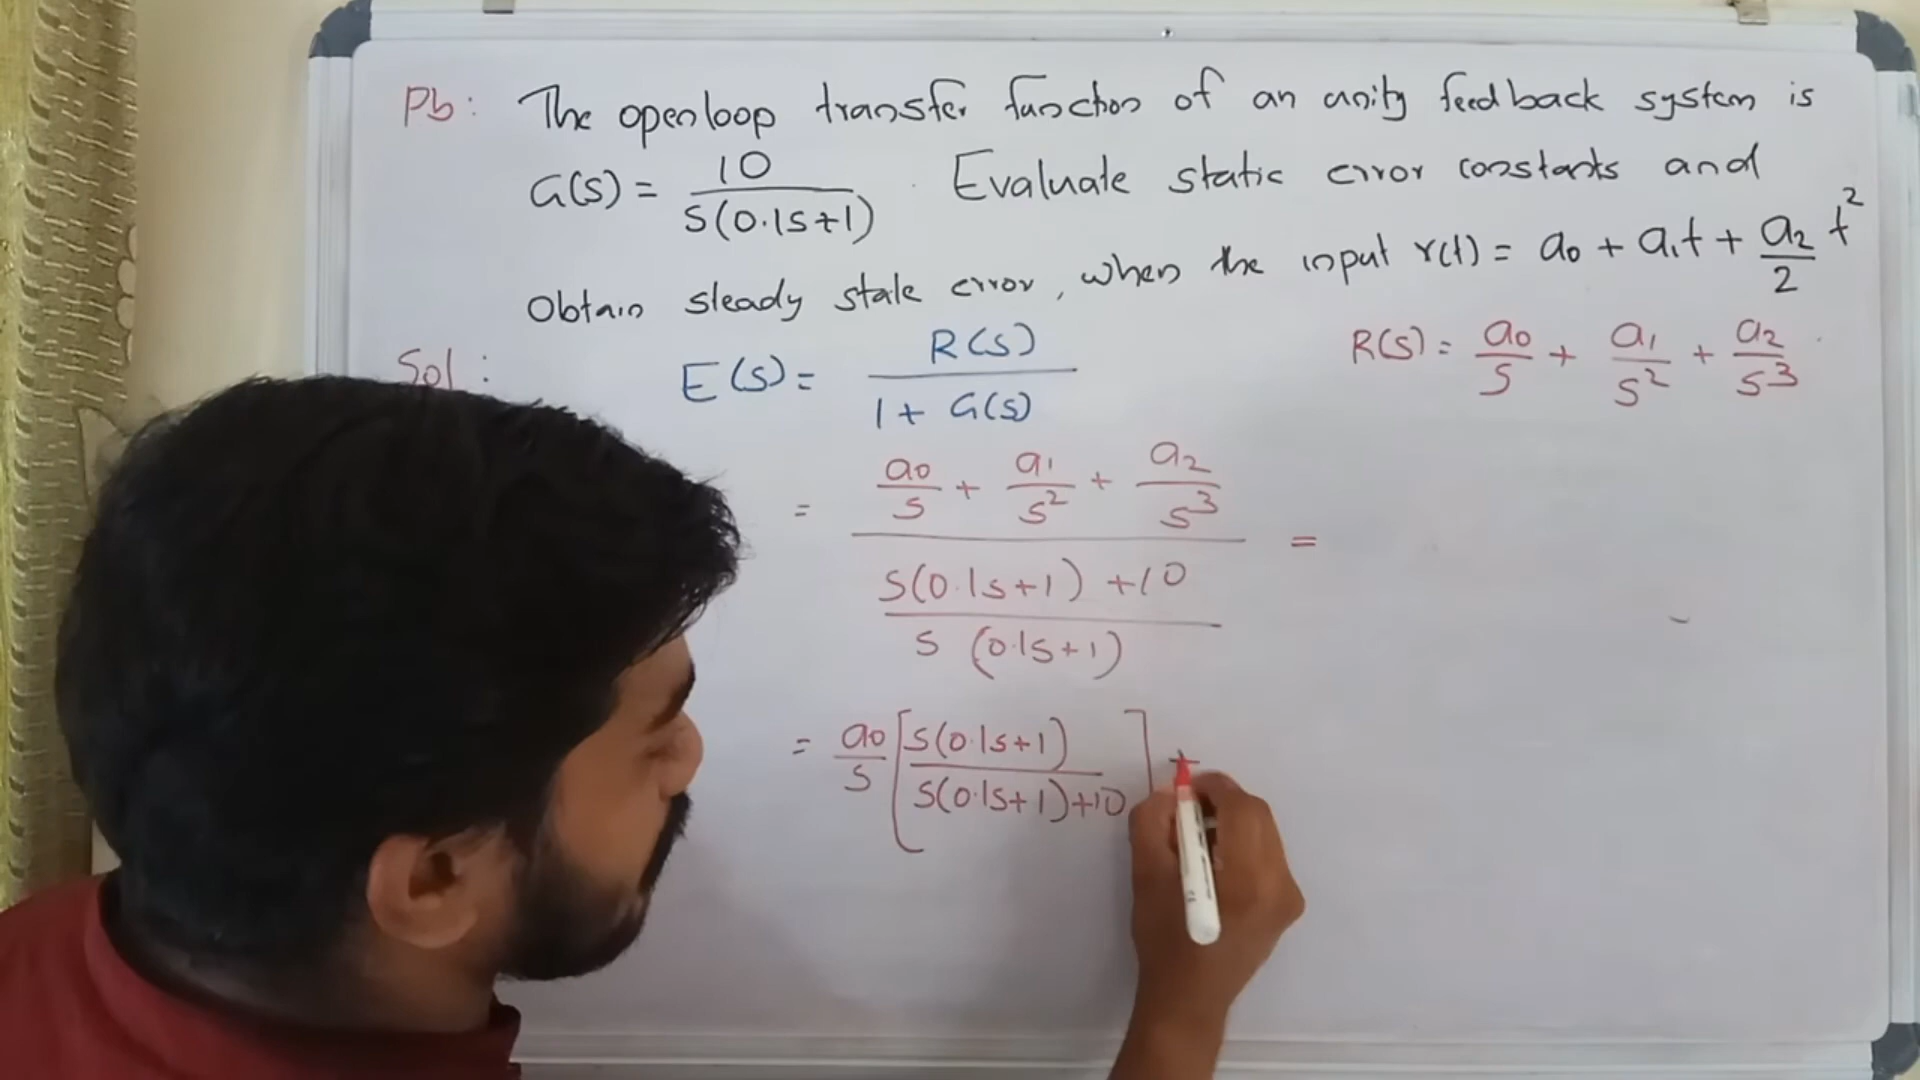 Pb: The open loop transfer function of an unity feedback system is
G(s) = 10 / s(0.1s+1) . Evaluate static error constants and
Obtain steady state error, when the input r(t) = a0 + a1t + a2/2 t²
Sol: E(s) = R(s) / 1 + G(s)
R(s) = a0/s + a1/s² + a2/s³
= a0/s + a1/s² + a2/s³ / s(0.1s+1) + 10 / s (0.1s+1) =
= a0/s [s(0.1s+1) / s(0.1s+1)+10] +